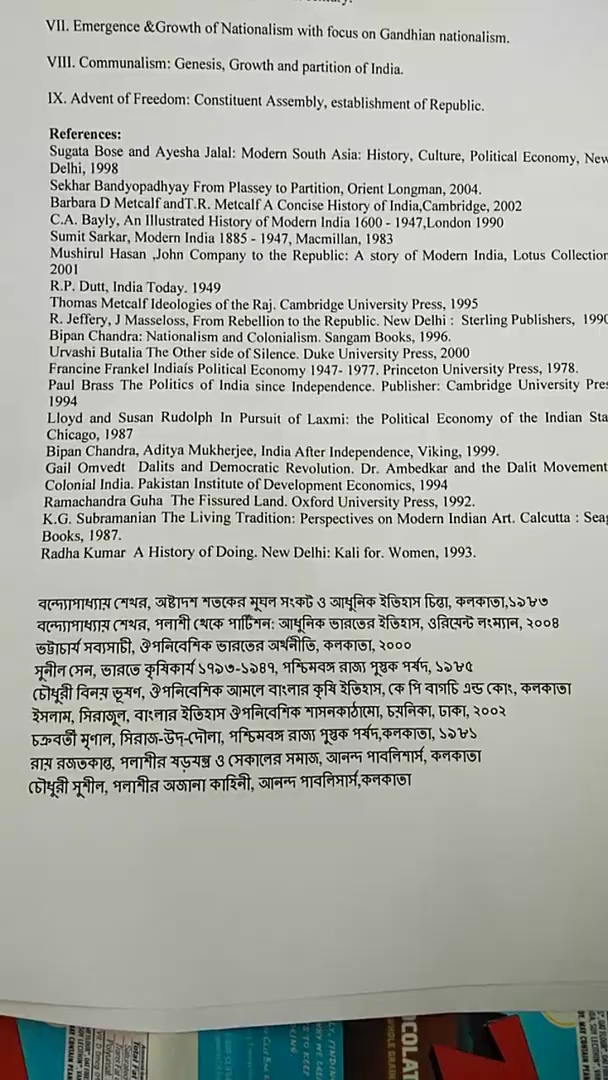 VII. Emergence &Growth of Nationalism with focus on Gandhian nationalism.
VIII. Communalism: Genesis, Growth and partition of India.
IX. Advent of Freedom: Constituent Assembly, establishment of Republic.
References:
Sugata Bose and Ayesha Jalal: Modern South Asia: History, Culture, Political Economy, New
Delhi, 1998
Sekhar Bandyopadhyay From Plassey to Partition, Orient Longman, 2004.
Barbara D Metcalf andT.R. Metcalf A Concise History of India,Cambridge, 2002
C.A. Bayly, An Illustrated History of Modern India 1600 - 1947,London 1990
Sumit Sarkar, Modern India 1885 - 1947, Macmillan, 1983
Mushirul Hasan ,John Company to the Republic: A story of Modern India, Lotus Collection
2001
R.P. Dutt, India Today. 1949
Thomas Metcalf Ideologies of the Raj. Cambridge University Press, 1995
R. Jeffery, J Masseloss, From Rebellion to the Republic. New Delhi : Sterling Publishers, 1990
Bipan Chandra: Nationalism and Colonialism. Sangam Books, 1996.
Urvashi Butalia The Other side of Silence. Duke University Press, 2000
Francine Frankel Indiaís Political Economy 1947- 1977. Princeton University Press, 1978.
Paul Brass The Politics of India since Independence. Publisher: Cambridge University Pres
1994
Lloyd and Susan Rudolph In Pursuit of Laxmi: the Political Economy of the Indian Sta
Chicago, 1987
Bipan Chandra, Aditya Mukherjee, India After Independence, Viking, 1999.
Gail Omvedt Dalits and Democratic Revolution. Dr. Ambedkar and the Dalit Movement
Colonial India. Pakistan Institute of Development Economics, 1994
Ramachandra Guha The Fissured Land. Oxford University Press, 1992.
K.G. Subramanian The Living Tradition: Perspectives on Modern Indian Art. Calcutta : Seag
Books, 1987.
Radha Kumar A History of Doing. New Delhi: Kali for. Women, 1993.
বন্দ্যোপাধ্যায় শেখর, অষ্টাদশ শতকের মুঘল সংকট ও আধুনিক ইতিহাস চিন্তা, কলকাতা,১৯৮৩
বন্দ্যোপাধ্যায় শেখর, পলাশী থেকে পার্টিশন: আধুনিক ভারতের ইতিহাস, ওরিয়েন্ট লংম্যান, ২০০৪
ভট্টাচার্য সব্যসাচী, ঔপনিবেশিক ভারতের অর্থনীতি, কলকাতা, ২০০০
সুনীল সেন, ভারতে কৃষিকার্য ১৭৯৩-১৯৪৭, পশ্চিমবঙ্গ রাজ্য পুস্তক পর্ষদ, ১৯৮৫
চৌধুরী বিনয় ভূষণ, ঔপনিবেশিক আমলে বাংলার কৃষি ইতিহাস, কে পি বাগচি এন্ড কোং, কলকাতা
ইসলাম, সিরাজুল, বাংলার ইতিহাস ঔপনিবেশিক শাসনকাঠামো, চয়নিকা, ঢাকা, ২০০২
চক্রবর্তী মৃণাল, সিরাজ-উদ-দৌলা, পশ্চিমবঙ্গ রাজ্য পুস্তক পর্ষদ,কলকাতা, ১৯৮১
রায় রজতকান্ত, পলাশীর ষড়যন্ত্র ও সেকালের সমাজ, আনন্দ পাবলিশার্স, কলকাতা
চৌধুরী সুশীল, পলাশীর অজানা কাহিনী, আনন্দ পাবলিসার্স,কলকাতা